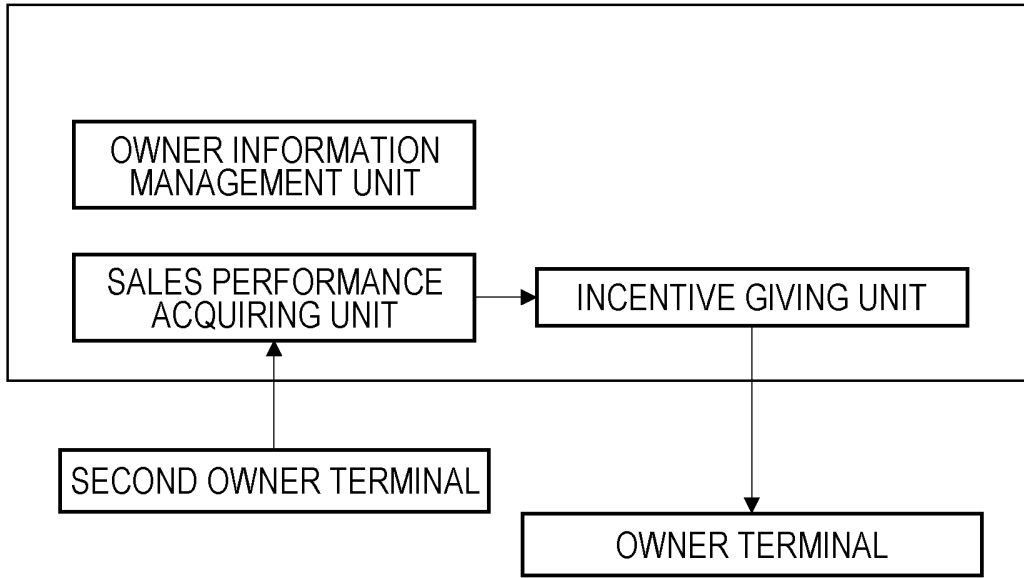 OWNER INFORMATION
MANAGEMENT UNIT
SALES PERFORMANCE
ACQUIRING UNIT
INCENTIVE GIVING UNIT
SECOND OWNER TERMINAL
OWNER TERMINAL